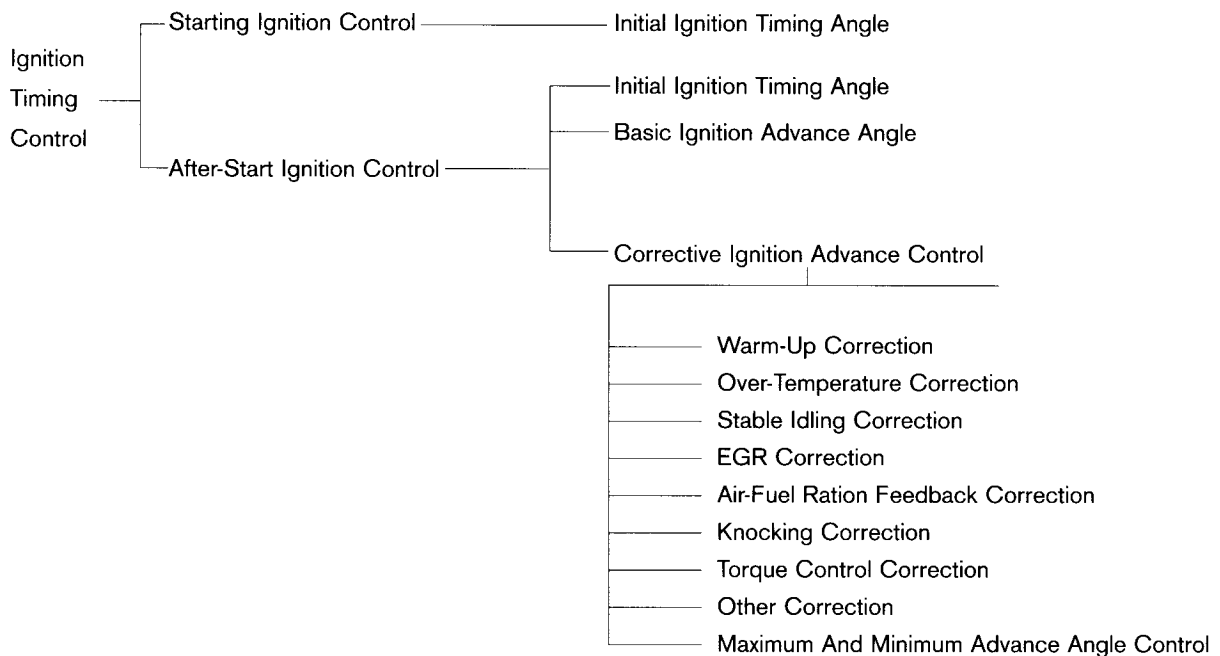 Ignition
Timing
Control
Starting Ignition Control
Initial Ignition Timing Angle
After-Start Ignition Control
Initial Ignition Timing Angle
Basic Ignition Advance Angle
Corrective Ignition Advance Control
Warm-Up Correction
Over-Temperature Correction
Stable Idling Correction
EGR Correction
Air-Fuel Ration Feedback Correction
Knocking Correction
Torque Control Correction
Other Correction
Maximum And Minimum Advance Angle Control